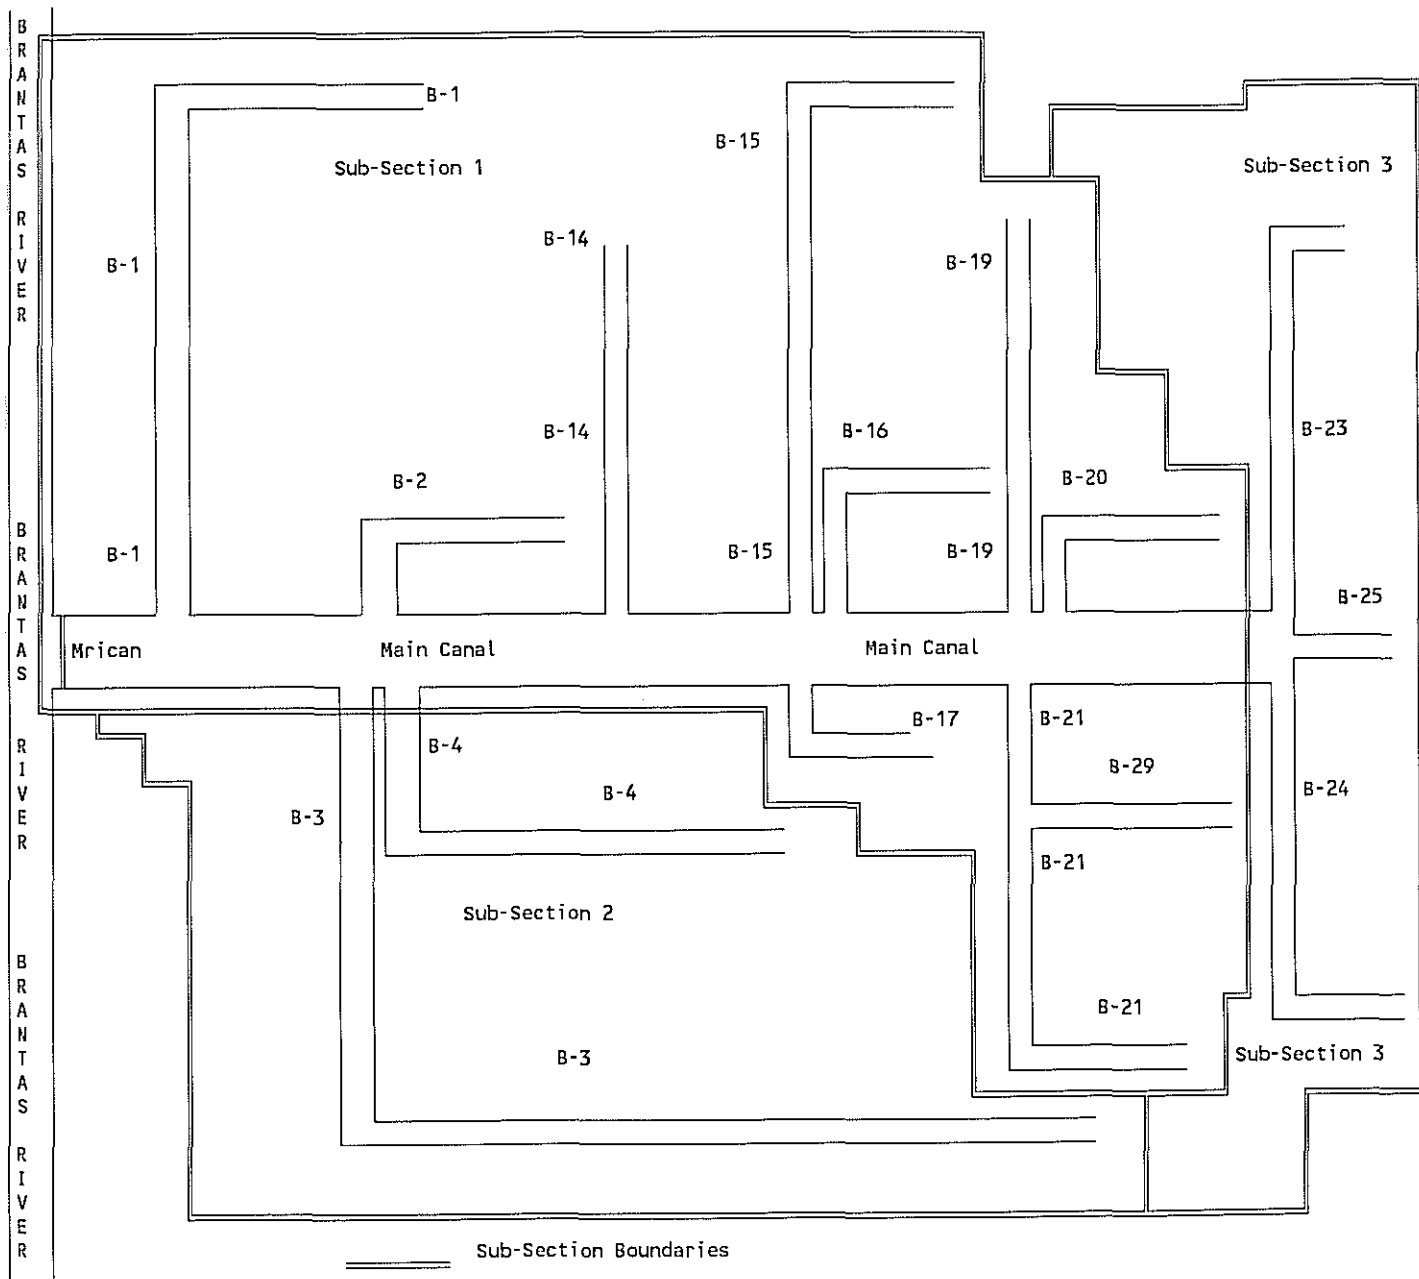 BRANTAS RIVER
BRANTAS RIVER
BRANTAS RIVER
B-1
B-15
Sub-Section 1
Sub-Section 3
B-14
B-1
B-19
B-14
B-16
B-23
B-2
B-20
B-1
B-15
B-19
B-25
Mrican
Main Canal
Main Canal
B-17
B-21
B-4
B-29
B-4
B-24
B-3
B-21
Sub-Section 2
B-21
B-3
Sub-Section 3
Sub-Section Boundaries